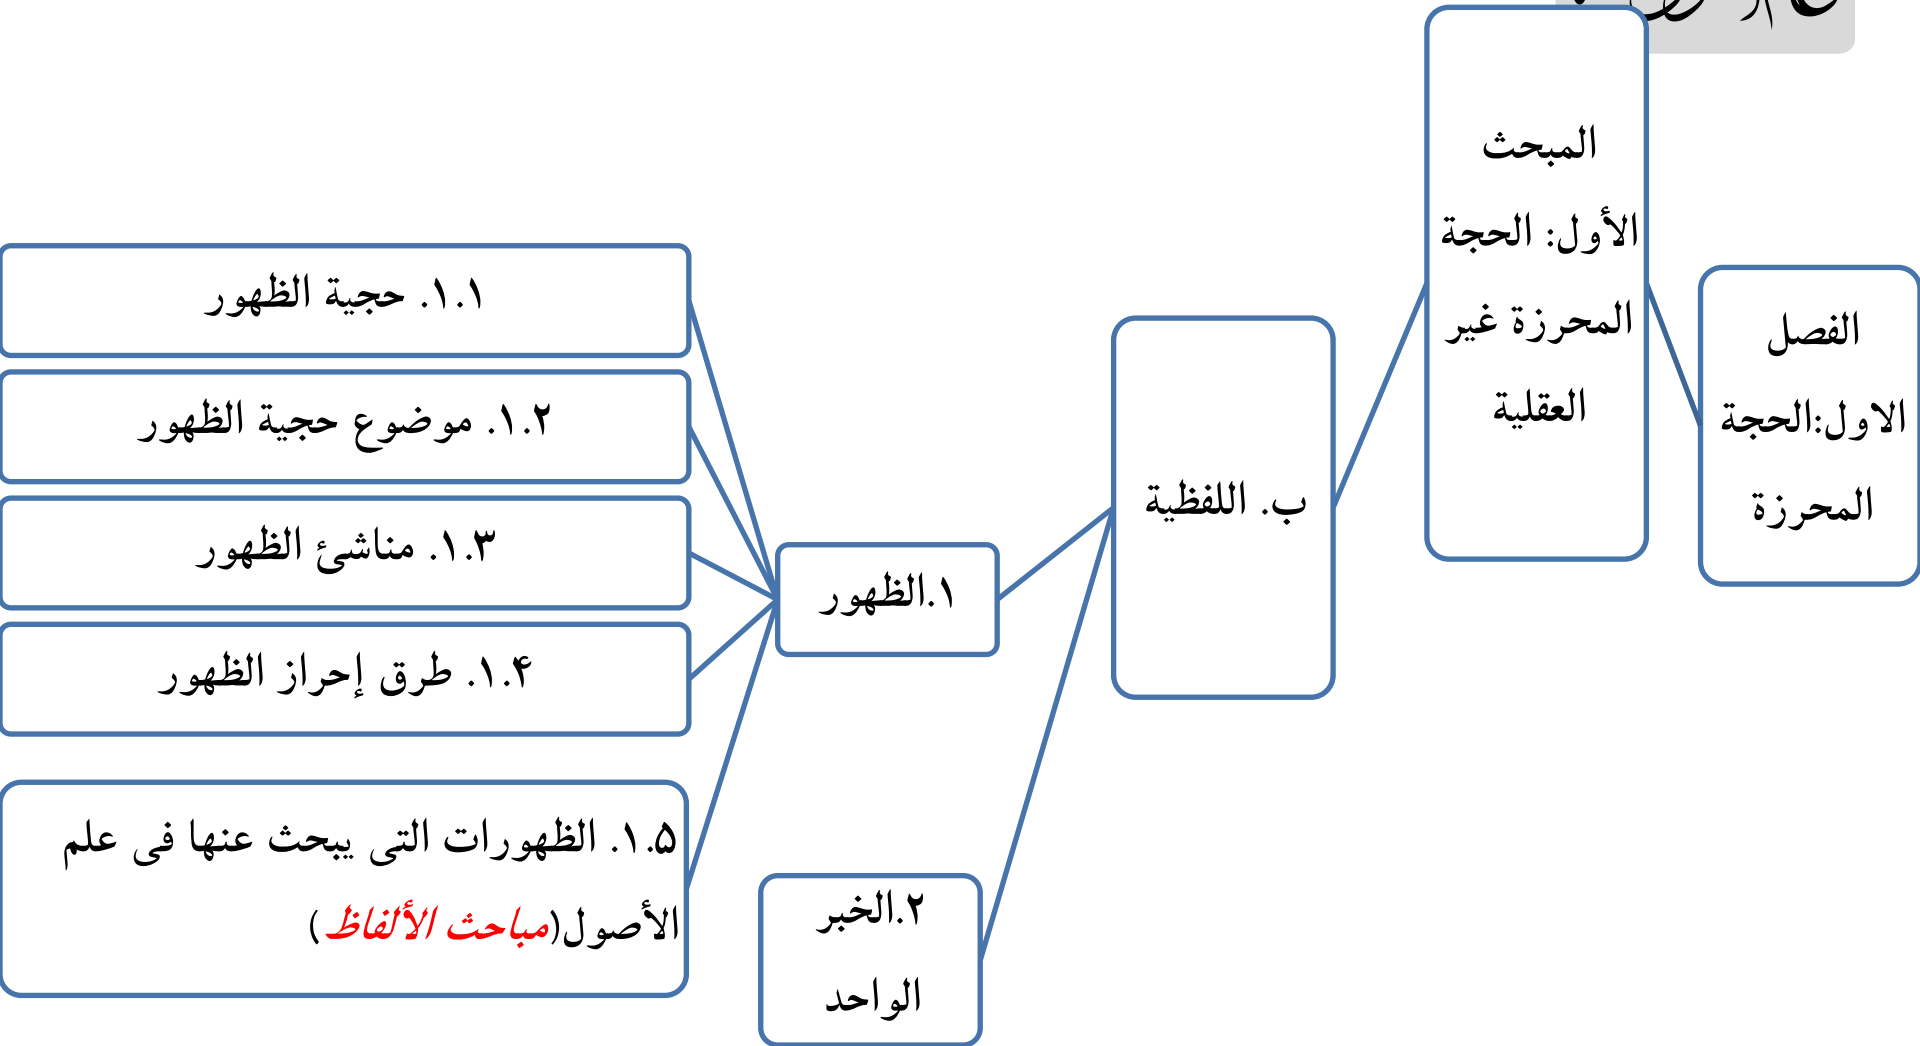 الفصل
الاول:الحجة
المحرزة
المبحث
الأول: الحجة
المحرزة غير
العقلية
ب. اللفظية
١.الظهور
١.١. حجية الظهور
١.٢. موضوع حجية الظهور
١.٣. مناشئ الظهور
١.۴. طرق إحراز الظهور
١.۵. الظهورات التى يبحث عنها فى علم
الأصول(مباحث الألفاظ)
٢.الخبر
الواحد